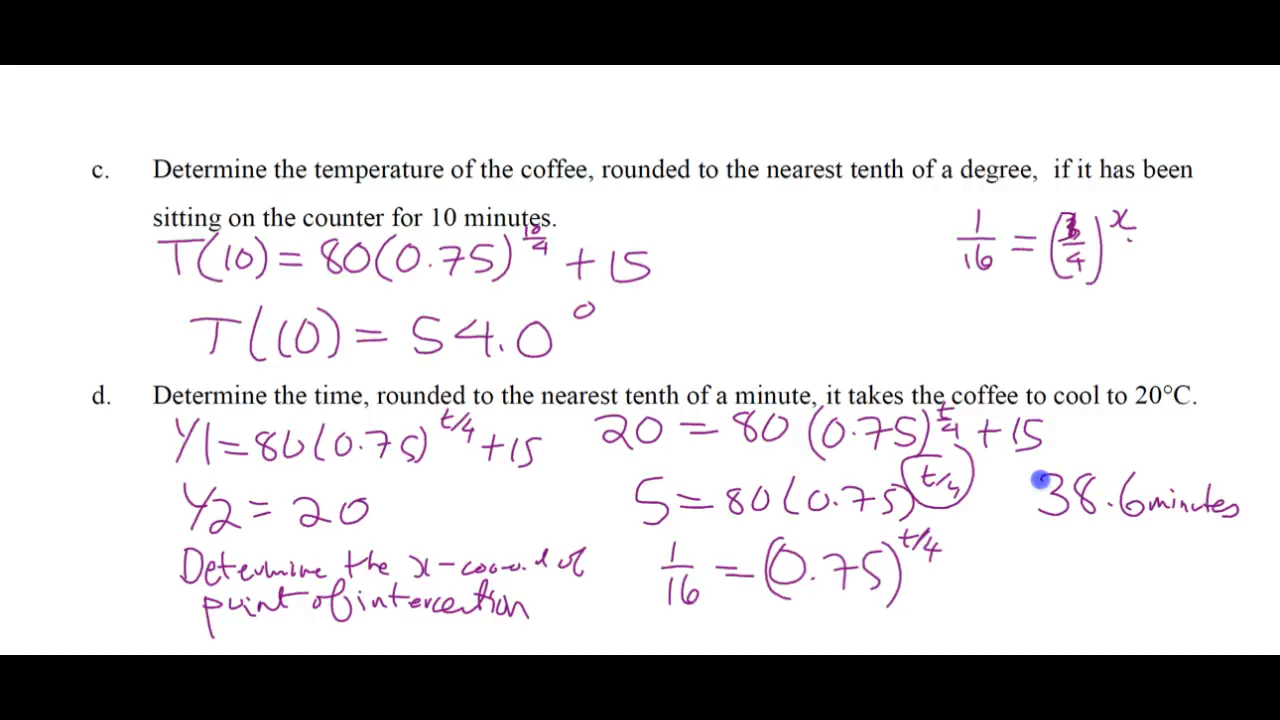 c. Determine the temperature of the coffee, rounded to the nearest tenth of a degree, if it has been
sitting on the counter for 10 minutes.
T(10) = 80(0.75)^10/4 + 15
1/16 = (3/4)^x
T(10) = 54.0°
d. Determine the time, rounded to the nearest tenth of a minute, it takes the coffee to cool to 20°C.
Y1 = 80(0.75)^t/4 + 15
Y2 = 20
Determine the x-coord of
point of
20 = 80(0.75)^t/4 + 15
5 = 80(0.75)^t/4
1/16 = (0.75)^t/4
38.6 minutes